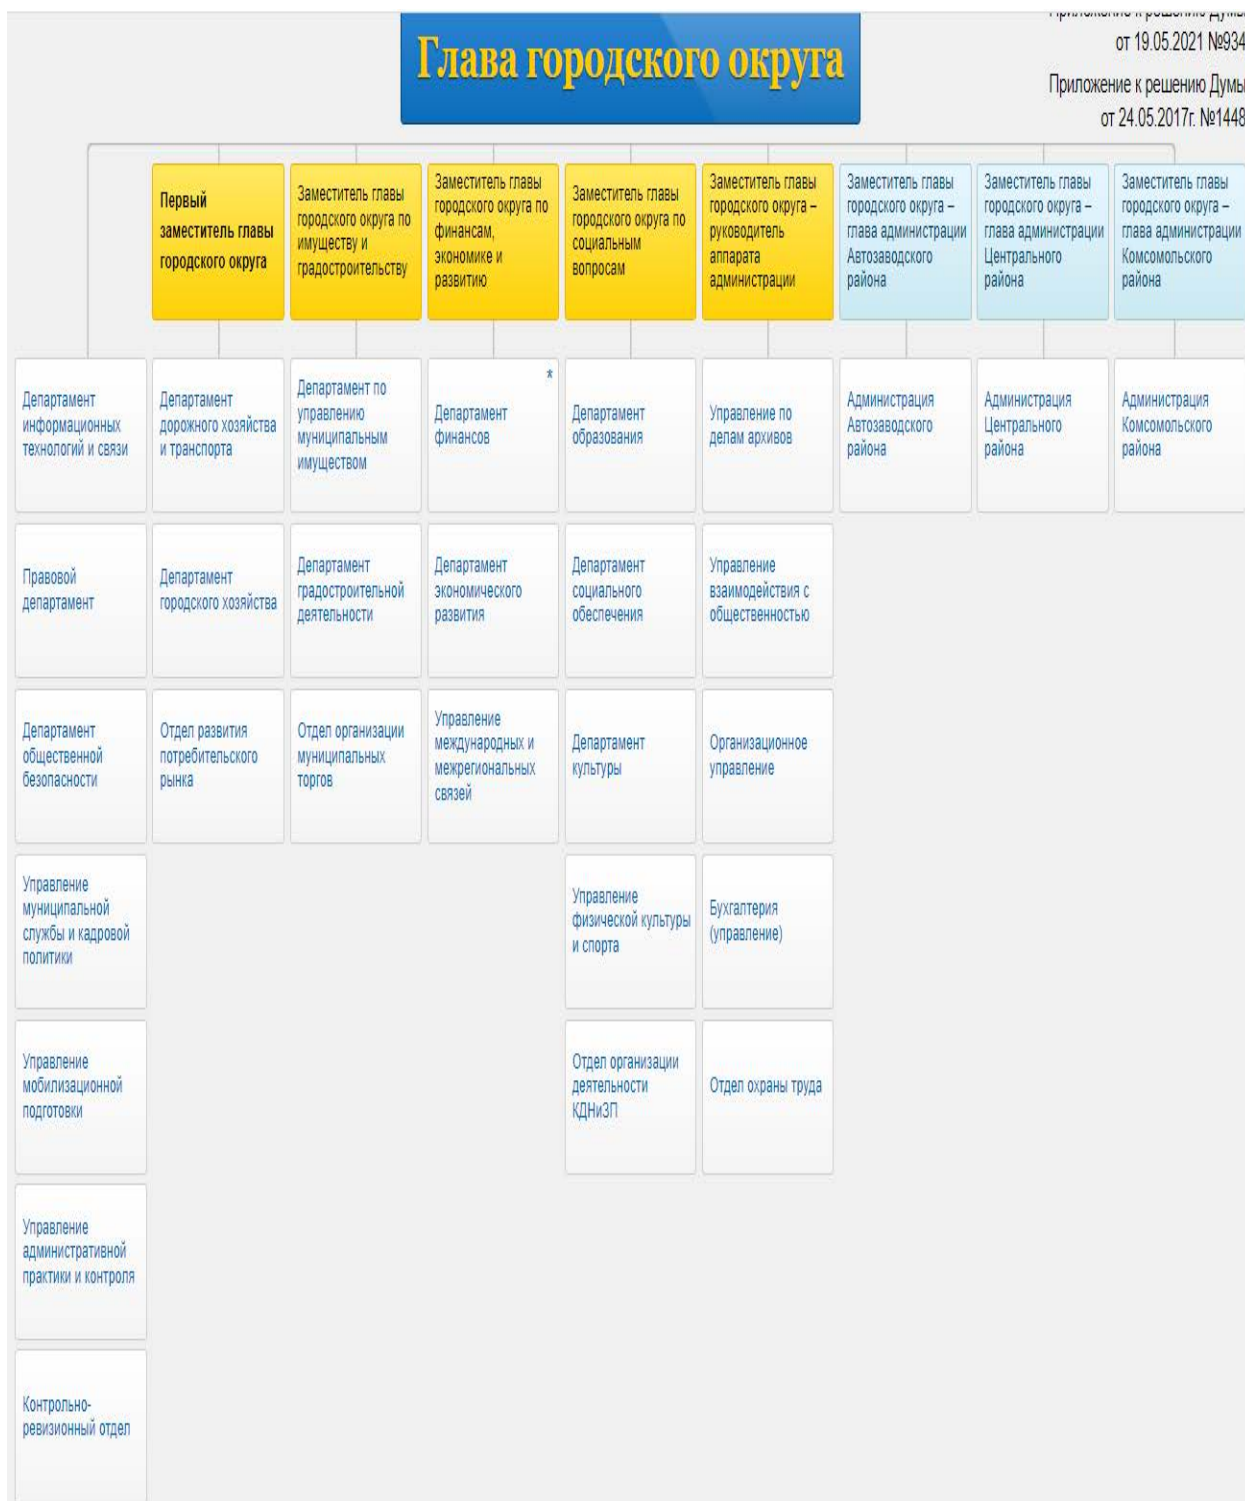 Глава городского округа
Приложение к решению Думы
от 19.05.2021 №934
Приложение к решению Думы
от 24.05.2017г. №1448
Первый
заместитель главы
городского округа
Заместитель главы
городского округа по
имуществу и
градостроительству
Заместитель главы
городского округа по
финансам,
экономике и
развитию
Заместитель главы
городского округа по
социальным
вопросам
Заместитель главы
городского округа –
руководитель
аппарата
администрации
Заместитель главы
городского округа –
глава администрации
Автозаводского
района
Заместитель главы
городского округа –
глава администрации
Центрального
района
Заместитель главы
городского округа –
глава администрации
Комсомольского
района
Департамент
информационных
технологий и связи
Департамент
дорожного хозяйства
и транспорта
Департамент по
управлению
муниципальным
имуществом
*
Департамент
финансов
Департамент
образования
Управление по
делам архивов
Администрация
Автозаводского
района
Администрация
Центрального
района
Администрация
Комсомольского
района
Правовой
департамент
Департамент
городского хозяйства
Департамент
градостроительной
деятельности
Департамент
экономического
развития
Департамент
социального
обеспечения
Управление
взаимодействия с
общественностью
Департамент
общественной
безопасности
Отдел развития
потребительского
рынка
Отдел организации
муниципальных
торгов
Управление
международных и
межрегиональных
связей
Департамент
культуры
Организационное
управление
Управление
муниципальной
службы и кадровой
политики
Управление
физической культуры
и спорта
Бухгалтерия
(управление)
Управление
мобилизационной
подготовки
Отдел организации
деятельности
КДНиЗП
Отдел охраны труда
Управление
административной
практики и контроля
Контрольно-
ревизионный отдел